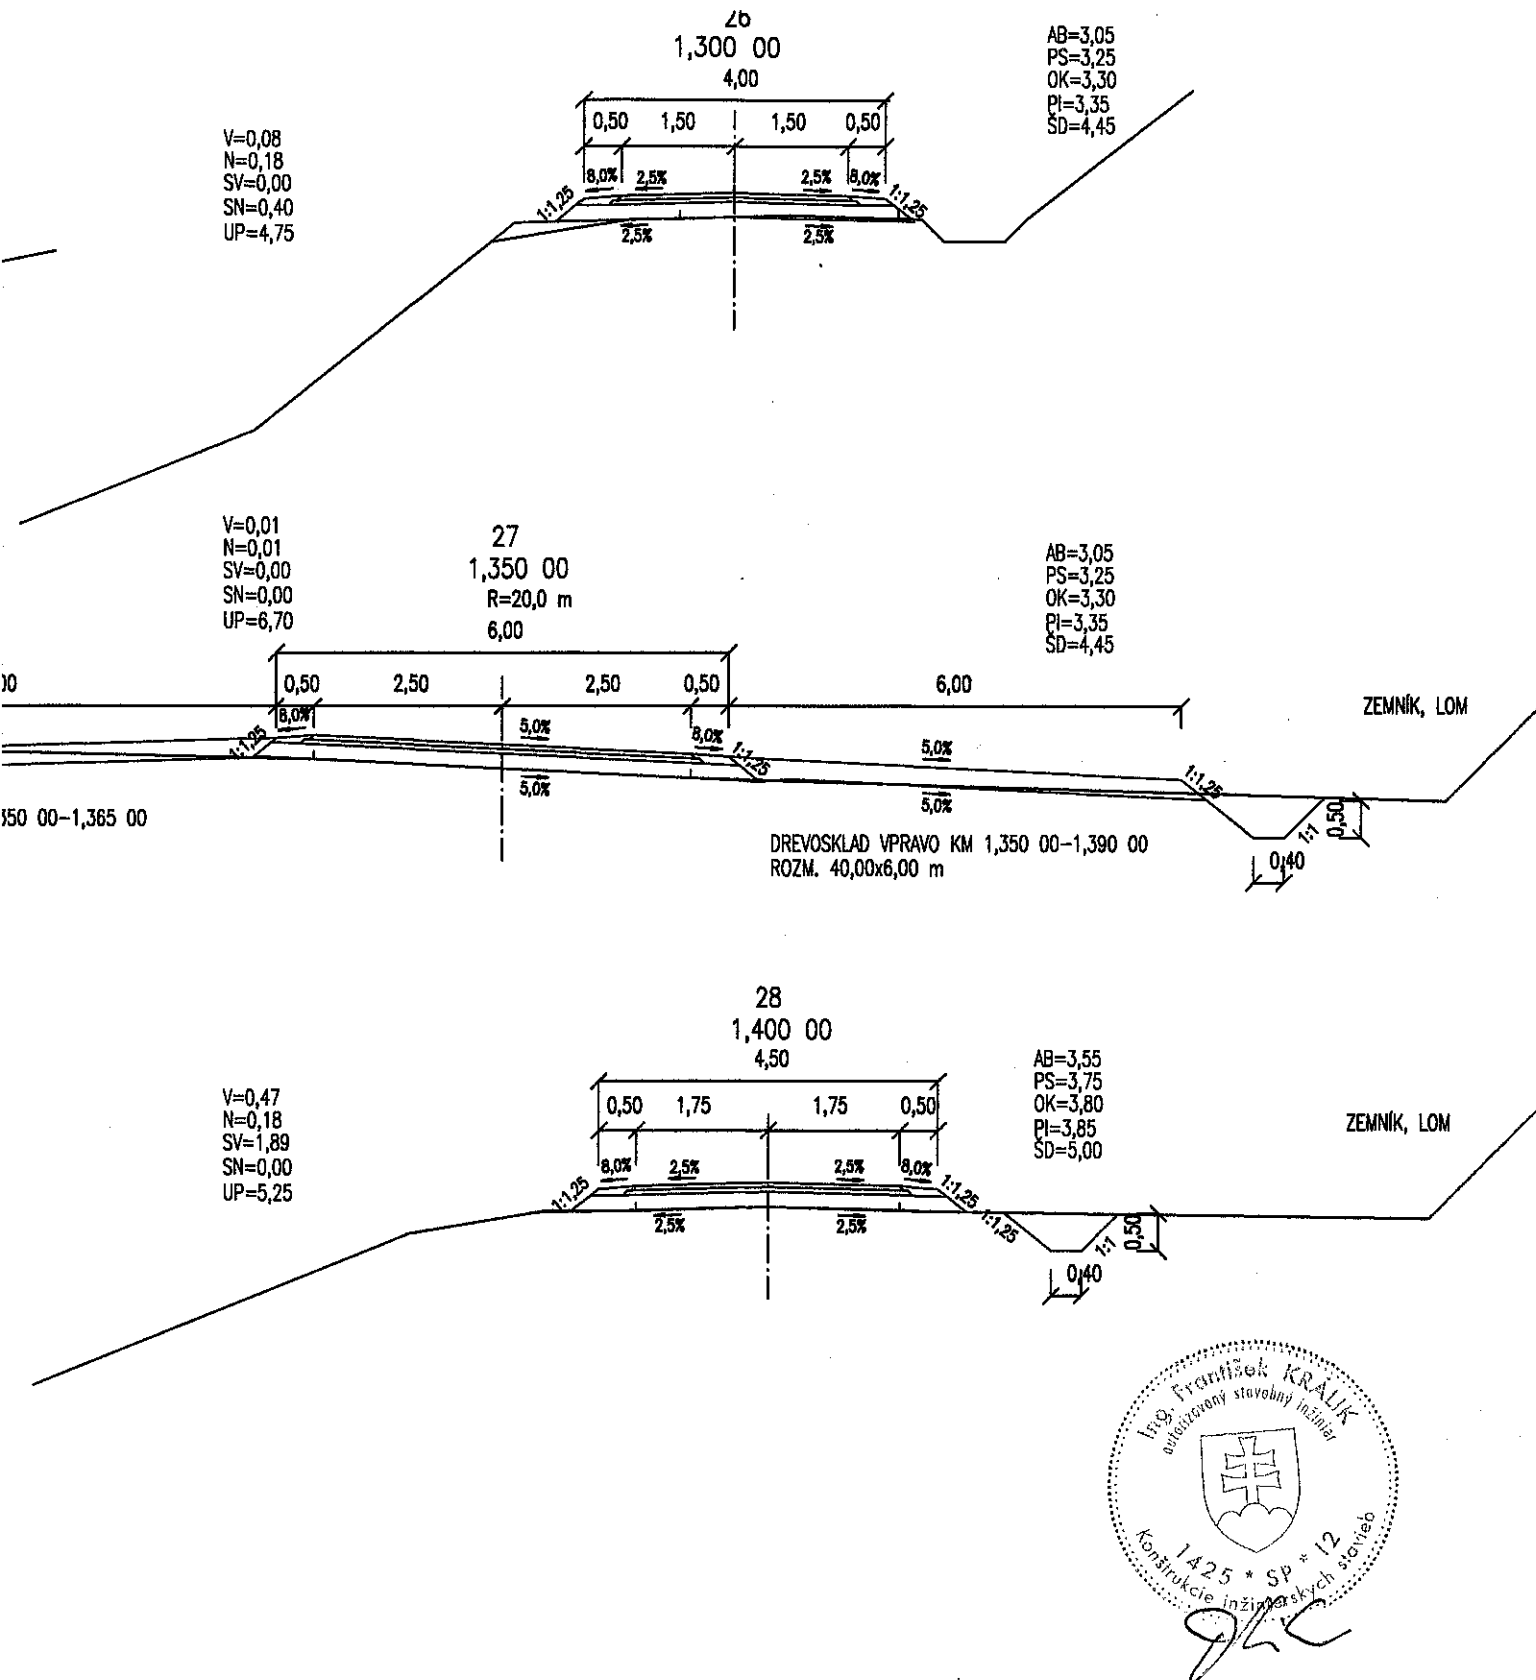 26
1,300 00
4,00
0,50 1,50 1,50 0,50
V=0,08
N=0,18
SV=0,00
SN=0,40
UP=4,75
AB=3,05
PS=3,25
OK=3,30
PI=3,35
ŠD=4,45
8,0% 2,5% 2,5% 8,0%
1:1,25 1:1,25
2,5% 2,5%
V=0,01
N=0,01
SV=0,00
SN=0,00
UP=6,70
27
1,350 00
R=20,0 m
6,00
AB=3,05
PS=3,25
OK=3,30
PI=3,35
ŠD=4,45
00 0,50 2,50 2,50 0,50 6,00
ZEMNÍK, LOM
8,0% 5,0% 8,0% 5,0%
1:1,25 1:1,25 1:1,25
5,0% 5,0%
0,50
1:1
0,40
350 00-1,365 00
DREVOSKLAD VPRAVO KM 1,350 00-1,390 00
ROZM. 40,00x6,00 m
28
1,400 00
4,50
0,50 1,75 1,75 0,50
V=0,47
N=0,18
SV=1,89
SN=0,00
UP=5,25
AB=3,55
PS=3,75
OK=3,80
PI=3,85
ŠD=5,00
ZEMNÍK, LOM
8,0% 2,5% 2,5% 8,0%
1:1,25 1:1,25 1:1,25
2,5% 2,5%
0,50
1:1
0,40
Ing. František KRÁLIK
autorizovaný stavebný inžinier
1425 * SP * 12
Konštrukcie inžinierskych stavieb